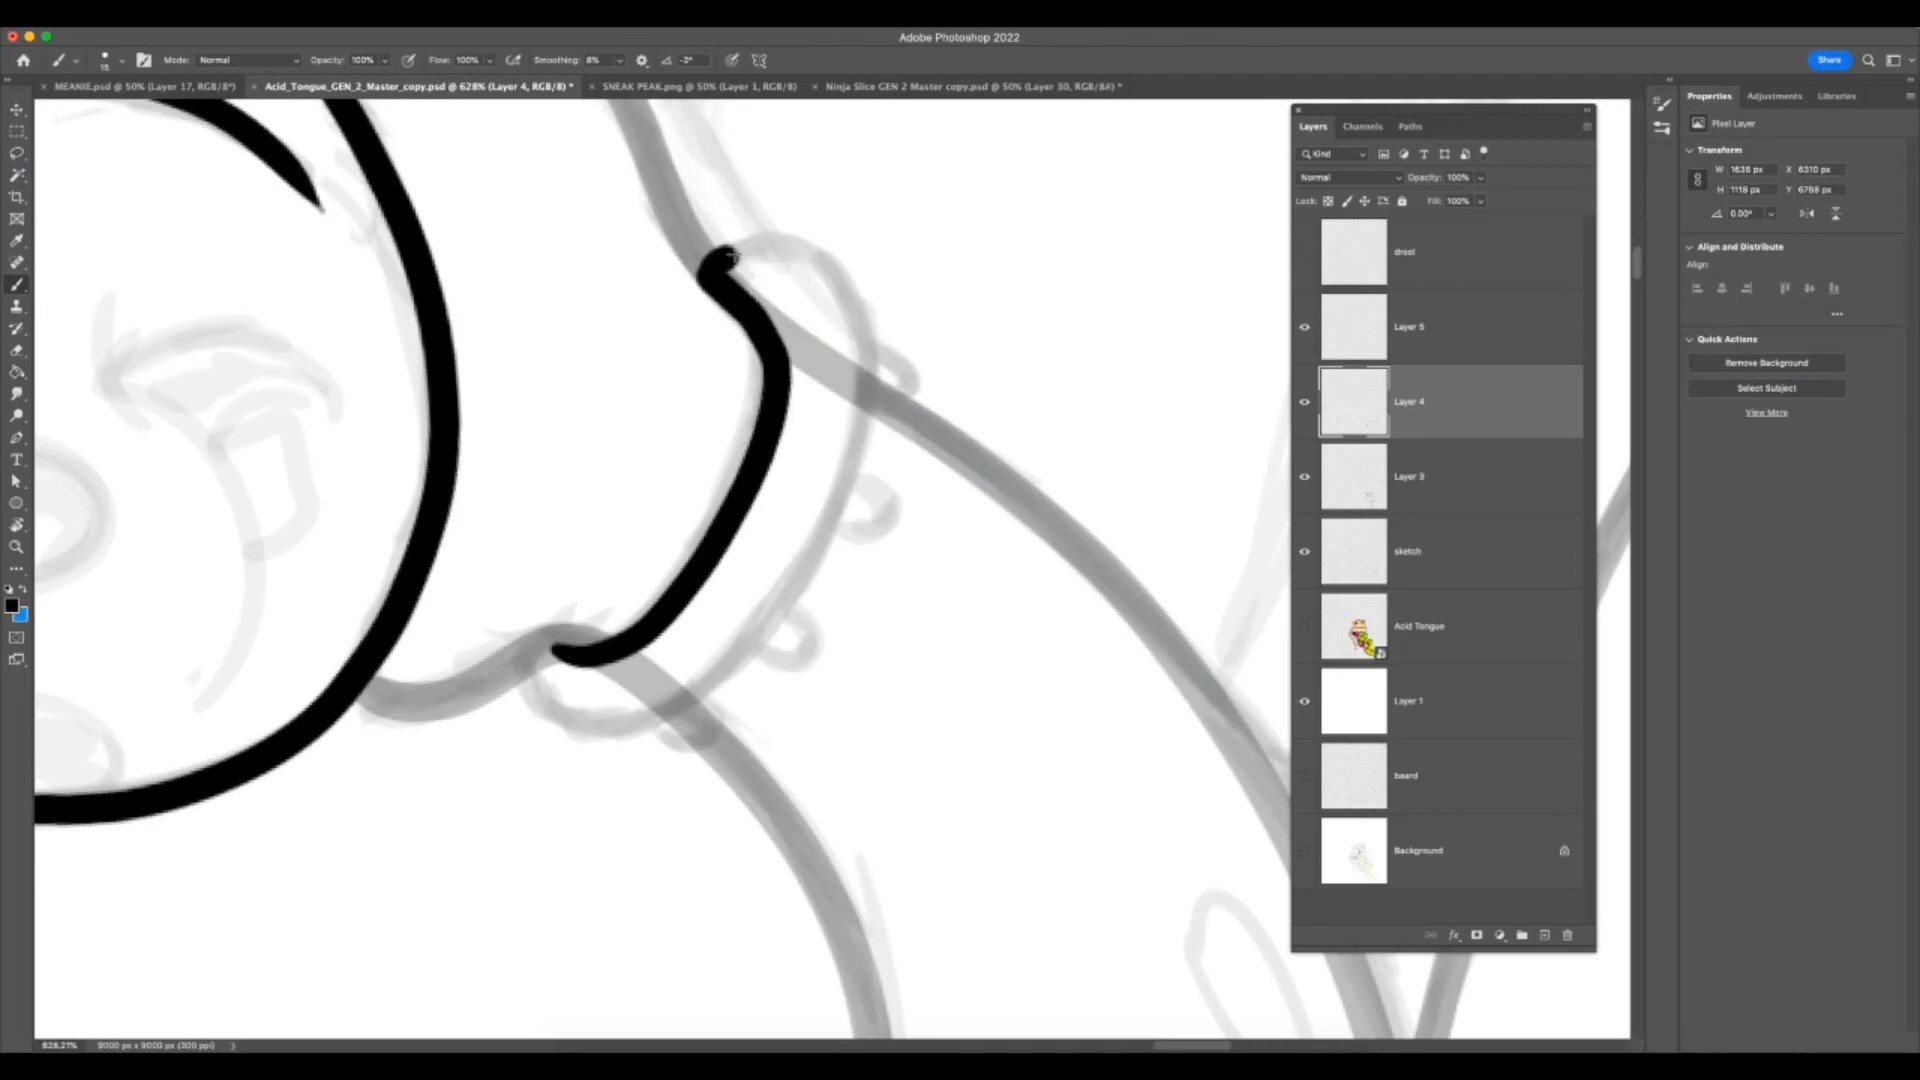 Adobe Photoshop 2022
Mode: Normal Opacity: 100% Flow: 100% Smoothing: 8% -2° Share
15
MEANIE.psd @ 50% (Layer 17, RGB/8*) Acid_Tongue_GEN_2_Master_copy.psd @ 628% (Layer 4, RGB/8) * SNEAK PEAK.png @ 50% (Layer 1, RGB/8) Ninja Slice GEN 2 Master copy.psd @ 50% (Layer 30, RGB/8#) *
Layers Channels Paths
Kind
Normal Opacity: 100%
Lock: Fill: 100%
drool
Layer 5
Layer 4
Layer 3
sketch
Acid Tongue
Layer 1
beard
Background
fx
Properties Adjustments Libraries
Pixel Layer
Transform
W 1636 px X 6310 px
H 1118 px Y 6768 px
0.00°
Align and Distribute
Align:
Quick Actions
Remove Background
Select Subject
View More
628.21% 9000 px x 9000 px (300 ppi)